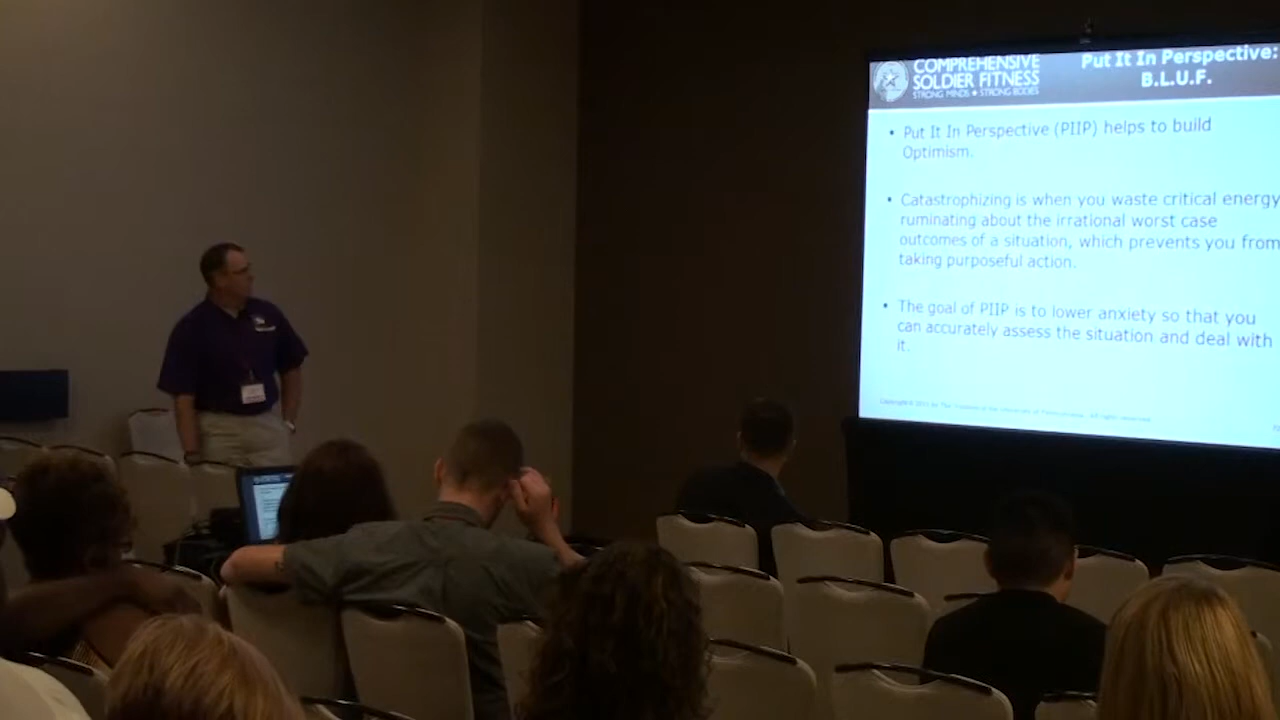 COMPREHENSIVE
SOLDIER FITNESS
STRONG MINDS ★ STRONG BODIES
Put It In Perspective:
B.L.U.F.
• Put It In Perspective (PIIP) helps to build
Optimism.
• Catastrophizing is when you waste critical energy
ruminating about the irrational worst case
outcomes of a situation, which prevents you from
taking purposeful action.
• The goal of PIIP is to lower anxiety so that you
can accurately assess the situation and deal with
it.